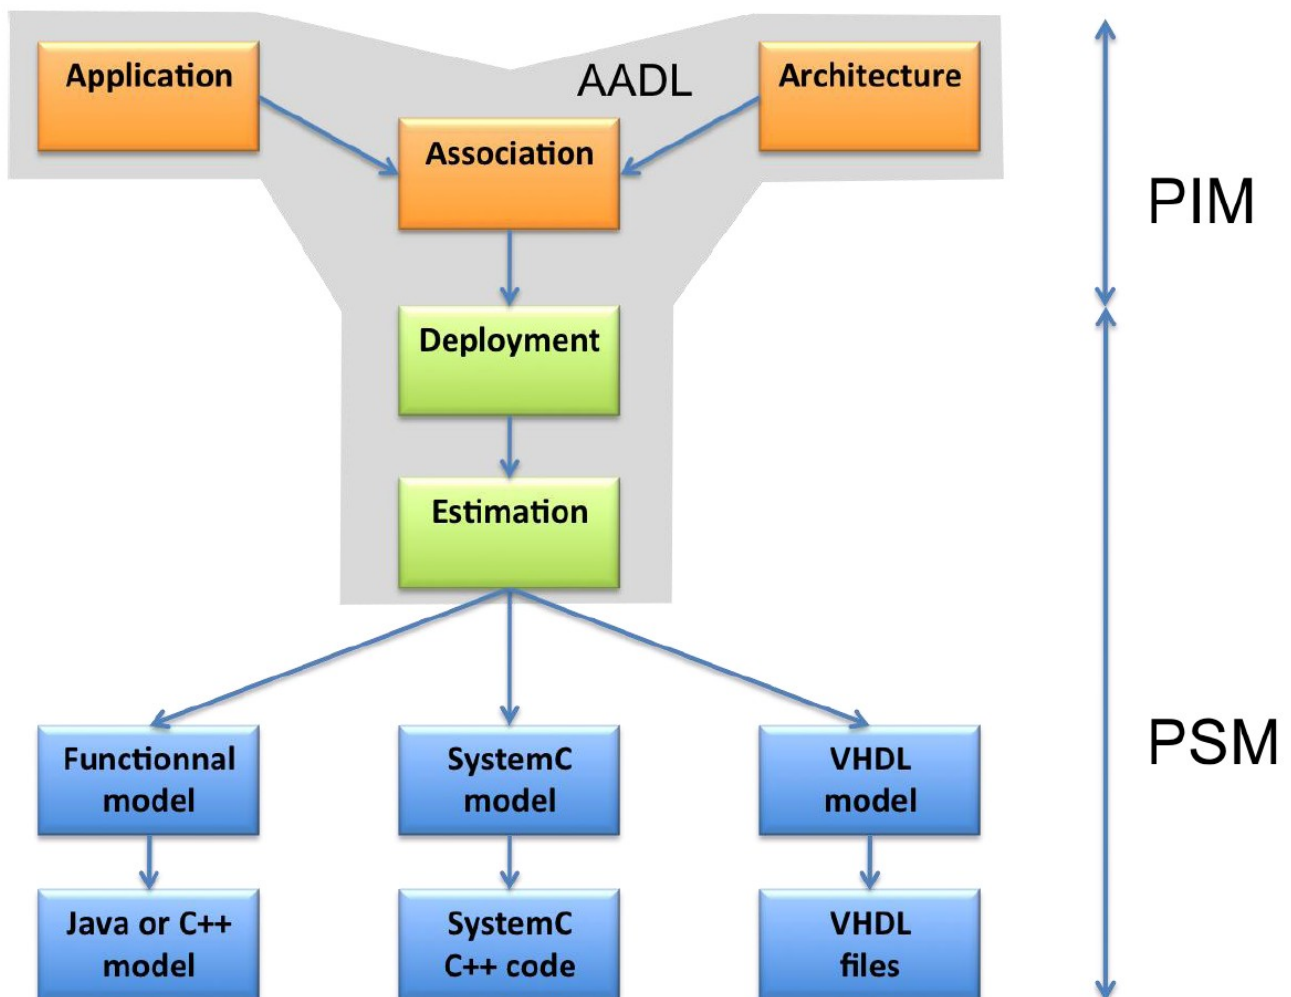 Application
AADL
Architecture
Association
PIM
Deployment
Estimation
Functionnal
model
SystemC
model
VHDL
model
PSM
Java or C++
model
SystemC
C++ code
VHDL
files